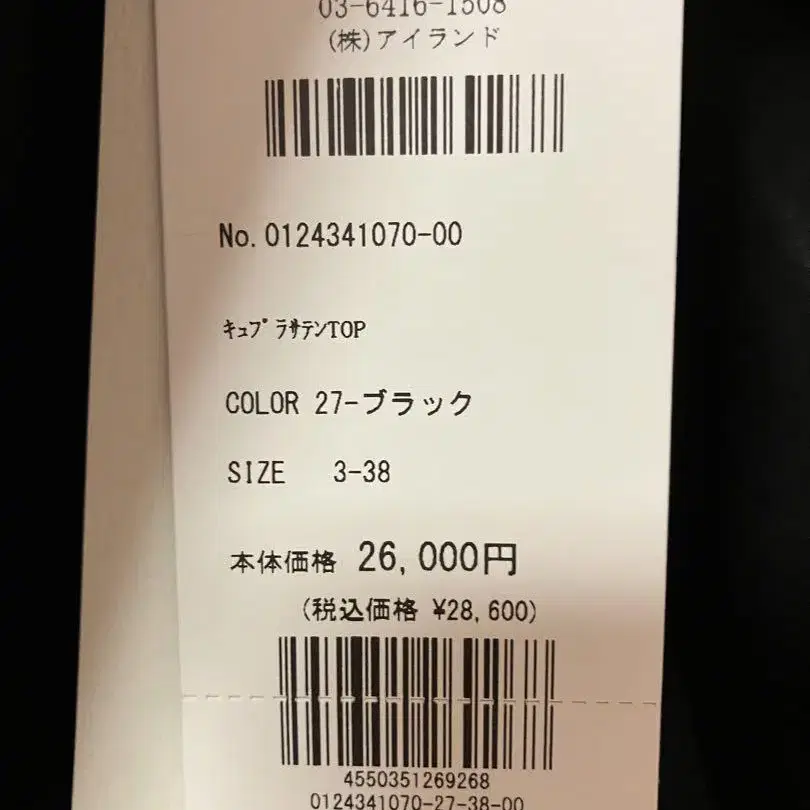 03-6416-1508
(株)アイランド
No.0124341070-00
ｷｭﾌﾟﾗｻﾃﾝTOP
COLOR 27-ブラック
SIZE 3-38
本体価格 26,000円
(税込価格 ¥28,600)
4550351269268
0124341070-27-38-00